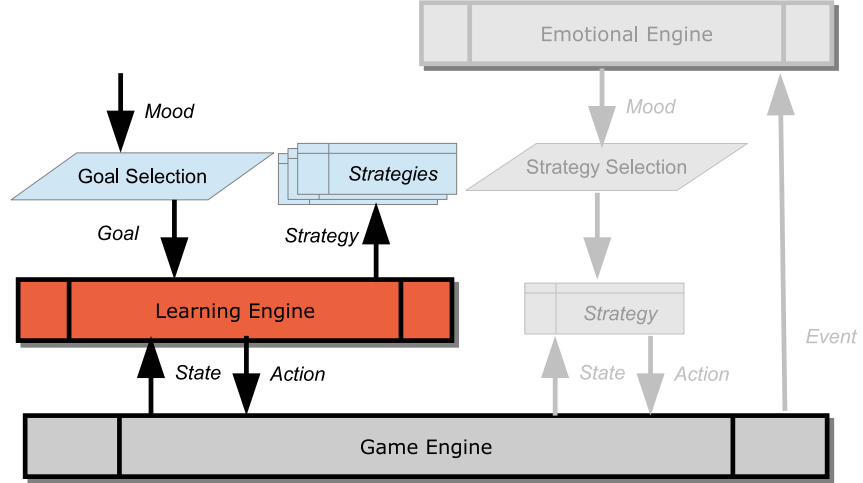 Emotional Engine
Mood
Mood
Goal Selection
Strategies
Strategy Selection
Goal
Strategy
Learning Engine
Strategy
Event
State
Action
State
Action
Game Engine